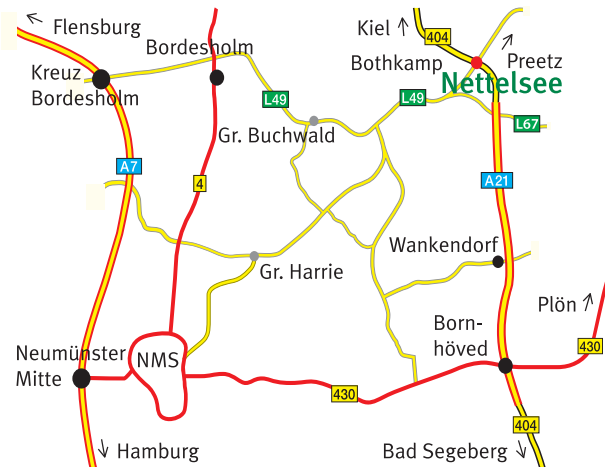 Flensburg
Kiel
404
Bordesholm
Bothkamp
Preetz
Kreuz
Bordesholm
Nettelsee
L49
L49
Gr. Buchwald
L67
A7
4
A21
Wankendorf
Gr. Harrie
Plön
Born-
höved
430
Neumünster
Mitte
NMS
430
404
Hamburg
Bad Segeberg